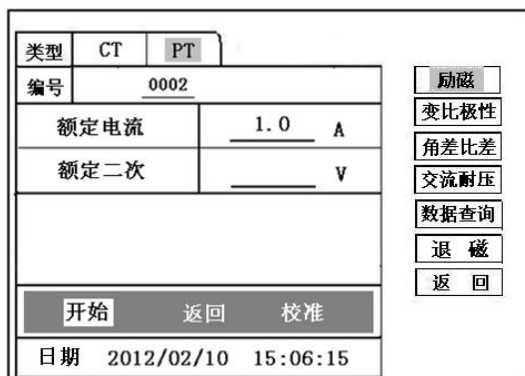 类型 CT PT
编号 0002
额定电流 1.0 A
额定二次 V
开始 返回 校准
日期 2012/02/10 15:06:15
励磁
变比极性
角差比差
交流耐压
数据查询
退 磁
返 回